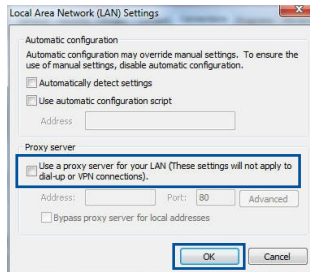 Local Area Network (LAN) Settings
Automatic configuration
Automatic configuration may override manual settings. To ensure the
use of manual settings, disable automatic configuration.
Automatically detect settings
Use automatic configuration script
Address
Proxy server
Use a proxy server for your LAN (These settings will not apply to
dial-up or VPN connections).
Address:
Port: 80
Advanced
Bypass proxy server for local addresses
OK
Cancel